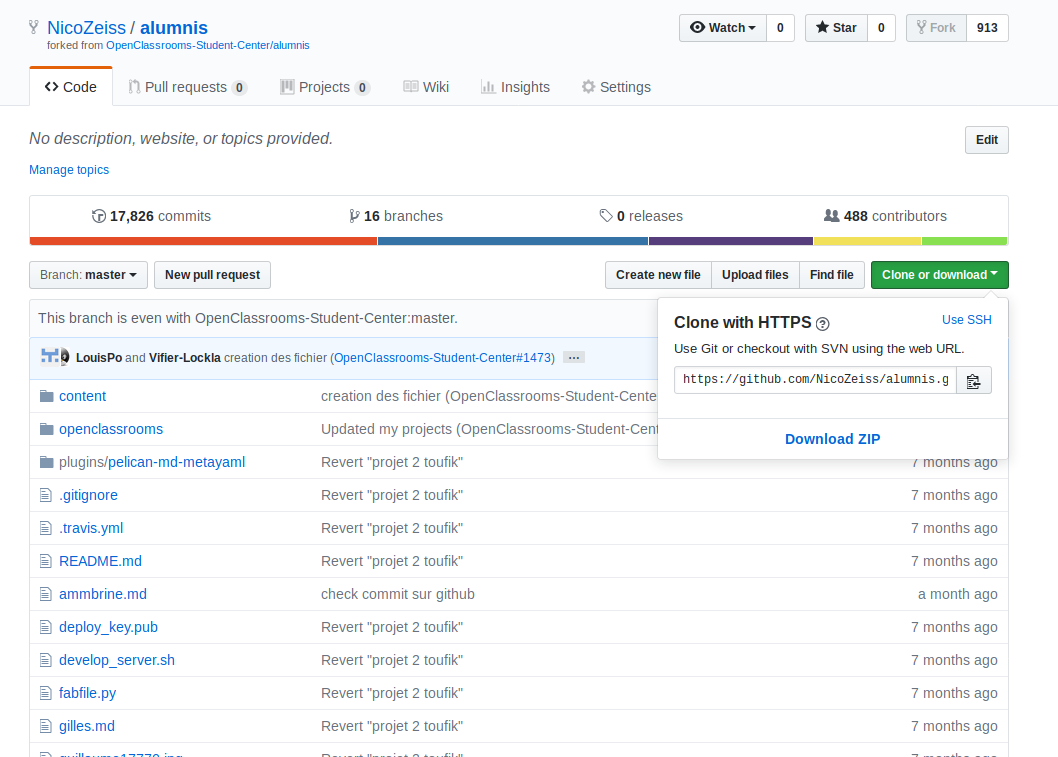 NicoZeiss / alumnis
Watch 0 Star 0 Fork 913
forked from OpenClassrooms-Student-Center/alumnis
Code Pull requests 0 Projects 0 Wiki Insights Settings
No description, website, or topics provided.
Edit
Manage topics
17,826 commits 16 branches 0 releases 488 contributors
Branch: master New pull request Create new file Upload files Find file Clone or download
This branch is even with OpenClassrooms-Student-Center:master.
Clone with HTTPS Use SSH
Use Git or checkout with SVN using the web URL.
https://github.com/NicoZeiss/alumnis.g
Download ZIP
LouisPo and Vifier-Lockla creation des fichier (OpenClassrooms-Student-Center#1473) ...
content creation des fichier (OpenClassrooms-Student-Cente
openclassrooms Updated my projects (OpenClassrooms-Student-Cent
plugins/pelican-md-metayaml Revert "projet 2 toufik" 7 months ago
.gitignore Revert "projet 2 toufik" 7 months ago
.travis.yml Revert "projet 2 toufik" 7 months ago
README.md Revert "projet 2 toufik" 7 months ago
ammbrine.md check commit sur github a month ago
deploy_key.pub Revert "projet 2 toufik" 7 months ago
develop_server.sh Revert "projet 2 toufik" 7 months ago
fabfile.py Revert "projet 2 toufik" 7 months ago
gilles.md Revert "projet 2 toufik" 7 months ago
Revert "projet 2 toufik" 7 months ago